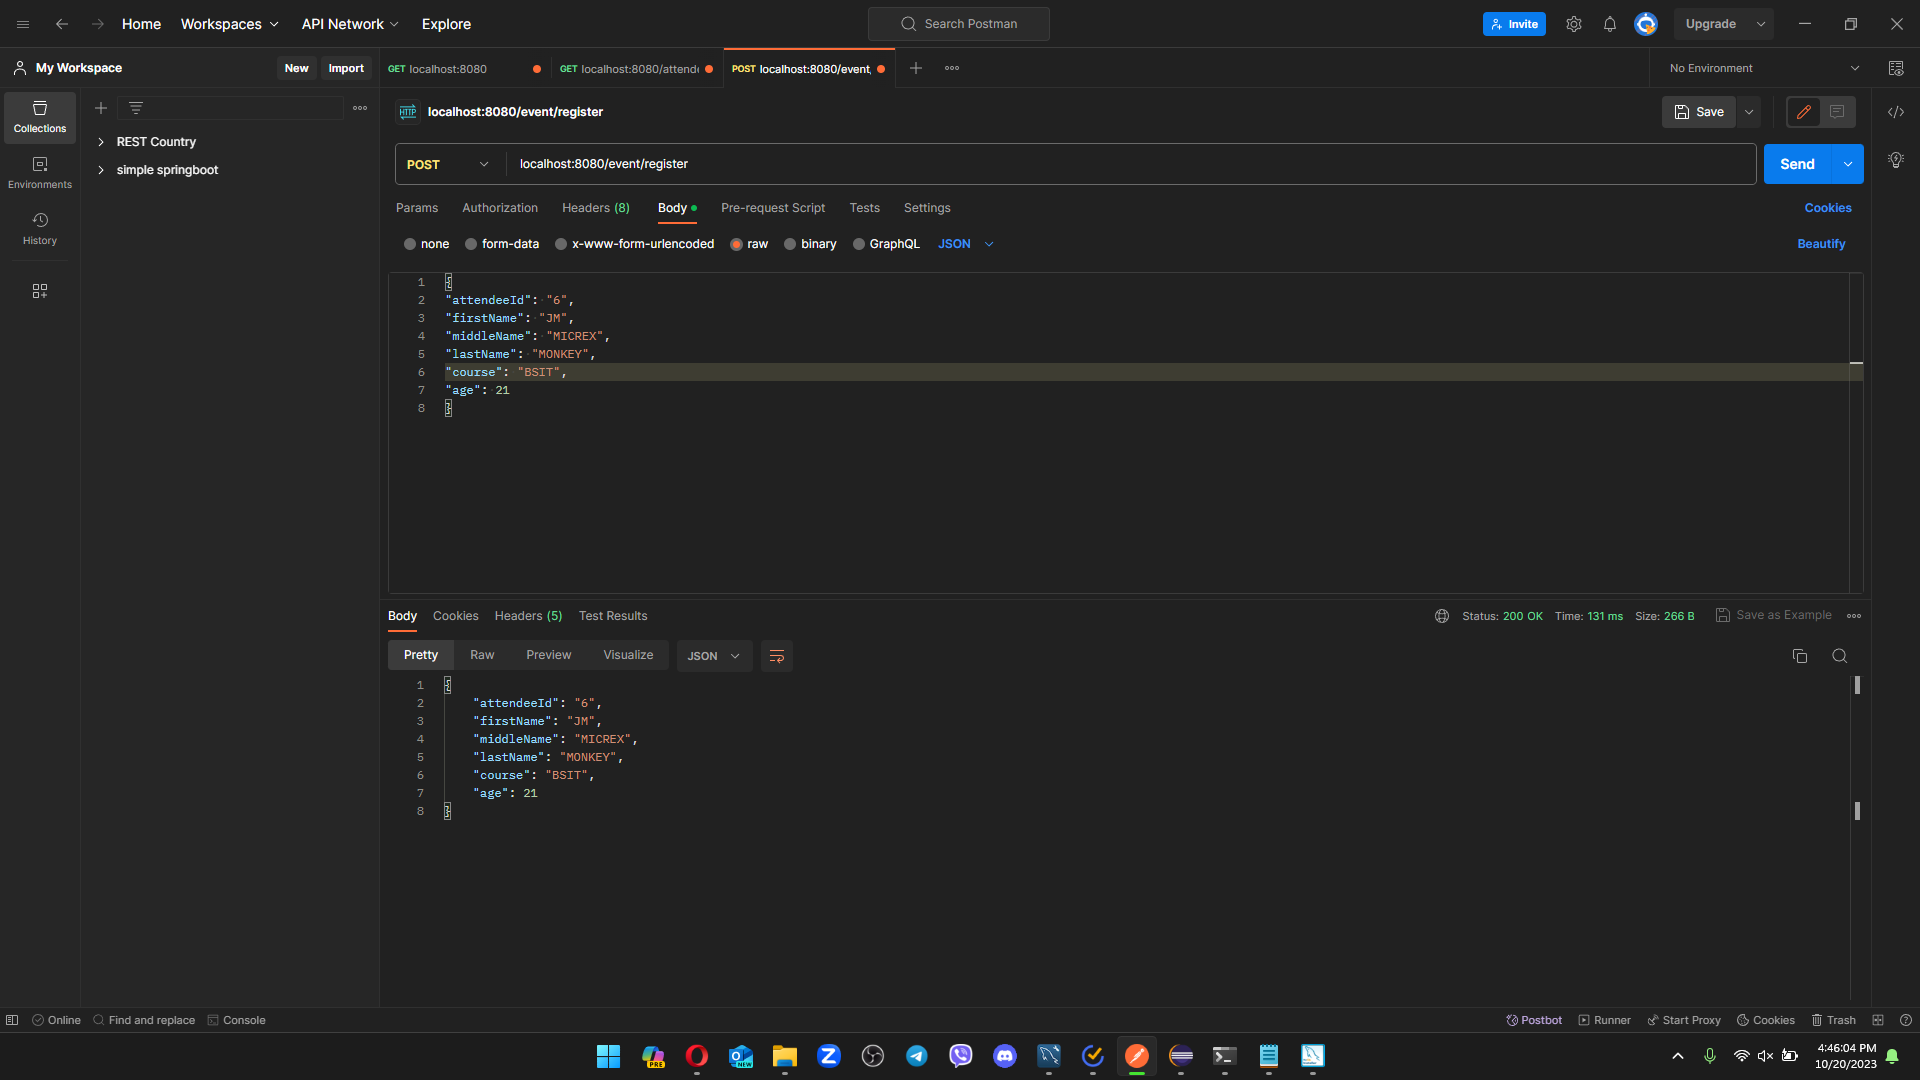 Home
Workspaces
API Network
Explore
Search Postman
Invite
Upgrade
My Workspace
New
Import
GET localhost:8080
GET localhost:8080/attende
POST localhost:8080/event,
No Environment
Collections
Environments
History
REST Country
simple springboot
HTTP localhost:8080/event/register
Save
POST localhost:8080/event/register
Send
Params Authorization Headers (8) Body Pre-request Script Tests Settings
Cookies
none form-data x-www-form-urlencoded raw binary GraphQL JSON
Beautify
1 {
2 "attendeeId": "6",
3 "firstName": "JM",
4 "middleName": "MICREX",
5 "lastName": "MONKEY",
6 "course": "BSIT",
7 "age": 21
8 }
Body Cookies Headers (5) Test Results
Status: 200 OK Time: 131 ms Size: 266 B Save as Example
Pretty Raw Preview Visualize JSON
1 {
2 "attendeeId": "6",
3 "firstName": "JM",
4 "middleName": "MICREX",
5 "lastName": "MONKEY",
6 "course": "BSIT",
7 "age": 21
8 }
Online Find and replace Console
Postbot Runner Start Proxy Cookies Trash
PRE
NEW
4:46:04 PM
10/20/2023